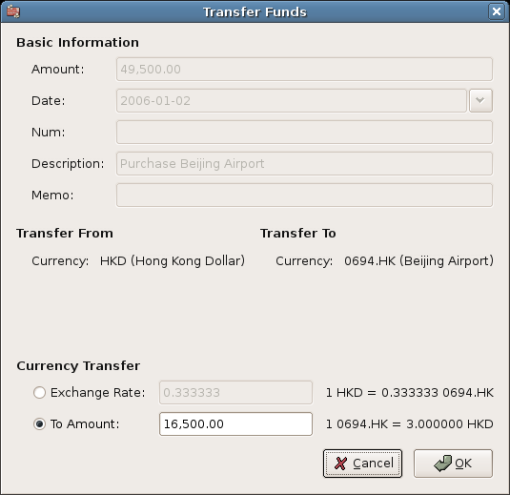 Transfer Funds
Basic Information
Amount: 49,500.00
Date: 2006-01-02
Num:
Description: Purchase Beijing Airport
Memo:
Transfer From Transfer To
Currency: HKD (Hong Kong Dollar) Currency: 0694.HK (Beijing Airport)
Currency Transfer
Exchange Rate: 0.333333 1 HKD = 0.333333 0694.HK
To Amount: 16,500.00 1 0694.HK = 3.000000 HKD
Cancel OK